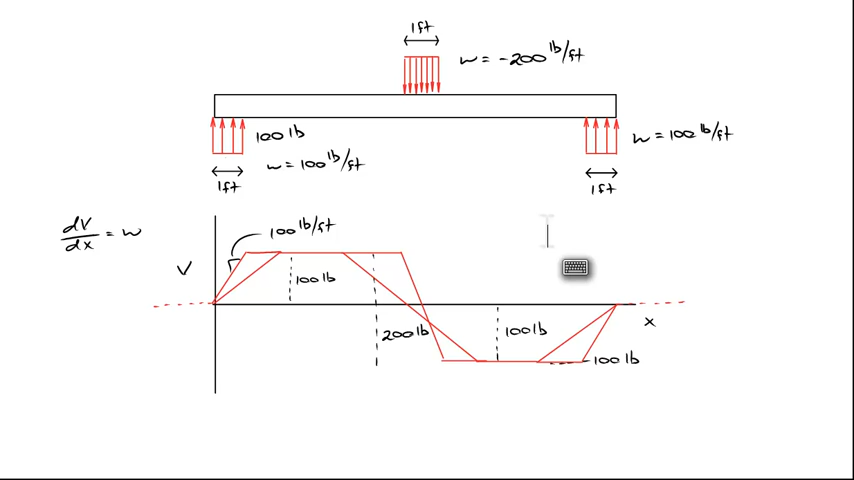 1ft
w = -200 lb/ft
100 lb
w = 100 lb/ft
1ft
w = 100 lb/ft
1ft
dV/dx = w
100 lb/ft
V
100 lb
200 lb
100 lb
x
-100 lb